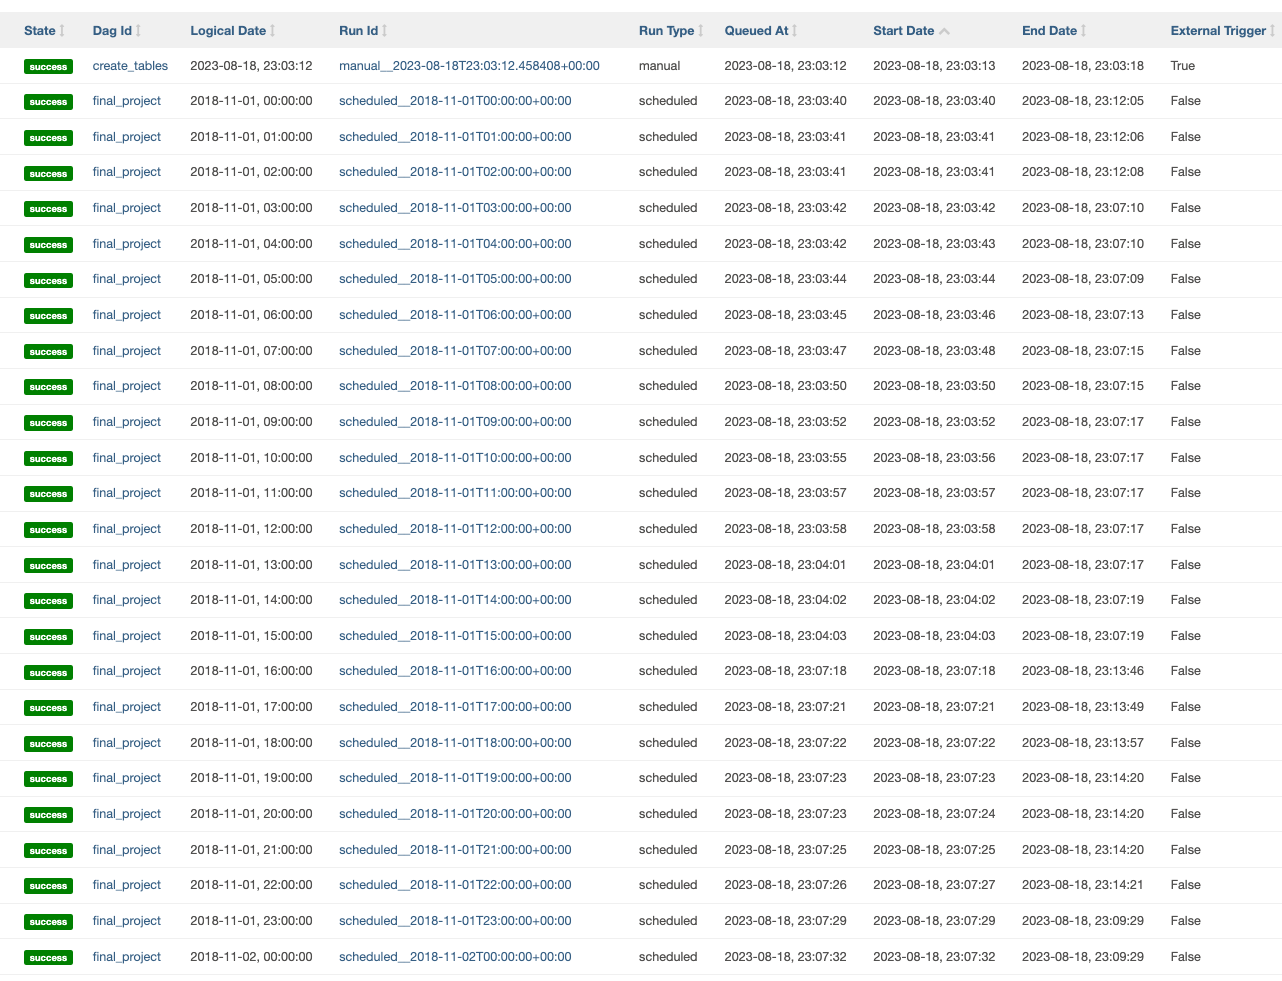 State Dag Id Logical Date Run Id Run Type Queued At Start Date End Date External Trigger
success create_tables 2023-08-18, 23:03:12 manual__2023-08-18T23:03:12.458408+00:00 manual 2023-08-18, 23:03:12 2023-08-18, 23:03:13 2023-08-18, 23:03:18 True
success final_project 2018-11-01, 00:00:00 scheduled__2018-11-01T00:00:00+00:00 scheduled 2023-08-18, 23:03:40 2023-08-18, 23:03:40 2023-08-18, 23:12:05 False
success final_project 2018-11-01, 01:00:00 scheduled__2018-11-01T01:00:00+00:00 scheduled 2023-08-18, 23:03:41 2023-08-18, 23:03:41 2023-08-18, 23:12:06 False
success final_project 2018-11-01, 02:00:00 scheduled__2018-11-01T02:00:00+00:00 scheduled 2023-08-18, 23:03:41 2023-08-18, 23:03:41 2023-08-18, 23:12:08 False
success final_project 2018-11-01, 03:00:00 scheduled__2018-11-01T03:00:00+00:00 scheduled 2023-08-18, 23:03:42 2023-08-18, 23:03:42 2023-08-18, 23:07:10 False
success final_project 2018-11-01, 04:00:00 scheduled__2018-11-01T04:00:00+00:00 scheduled 2023-08-18, 23:03:42 2023-08-18, 23:03:43 2023-08-18, 23:07:10 False
success final_project 2018-11-01, 05:00:00 scheduled__2018-11-01T05:00:00+00:00 scheduled 2023-08-18, 23:03:44 2023-08-18, 23:03:44 2023-08-18, 23:07:09 False
success final_project 2018-11-01, 06:00:00 scheduled__2018-11-01T06:00:00+00:00 scheduled 2023-08-18, 23:03:45 2023-08-18, 23:03:46 2023-08-18, 23:07:13 False
success final_project 2018-11-01, 07:00:00 scheduled__2018-11-01T07:00:00+00:00 scheduled 2023-08-18, 23:03:47 2023-08-18, 23:03:48 2023-08-18, 23:07:15 False
success final_project 2018-11-01, 08:00:00 scheduled__2018-11-01T08:00:00+00:00 scheduled 2023-08-18, 23:03:50 2023-08-18, 23:03:50 2023-08-18, 23:07:15 False
success final_project 2018-11-01, 09:00:00 scheduled__2018-11-01T09:00:00+00:00 scheduled 2023-08-18, 23:03:52 2023-08-18, 23:03:52 2023-08-18, 23:07:17 False
success final_project 2018-11-01, 10:00:00 scheduled__2018-11-01T10:00:00+00:00 scheduled 2023-08-18, 23:03:55 2023-08-18, 23:03:56 2023-08-18, 23:07:17 False
success final_project 2018-11-01, 11:00:00 scheduled__2018-11-01T11:00:00+00:00 scheduled 2023-08-18, 23:03:57 2023-08-18, 23:03:57 2023-08-18, 23:07:17 False
success final_project 2018-11-01, 12:00:00 scheduled__2018-11-01T12:00:00+00:00 scheduled 2023-08-18, 23:03:58 2023-08-18, 23:03:58 2023-08-18, 23:07:17 False
success final_project 2018-11-01, 13:00:00 scheduled__2018-11-01T13:00:00+00:00 scheduled 2023-08-18, 23:04:01 2023-08-18, 23:04:01 2023-08-18, 23:07:17 False
success final_project 2018-11-01, 14:00:00 scheduled__2018-11-01T14:00:00+00:00 scheduled 2023-08-18, 23:04:02 2023-08-18, 23:04:02 2023-08-18, 23:07:19 False
success final_project 2018-11-01, 15:00:00 scheduled__2018-11-01T15:00:00+00:00 scheduled 2023-08-18, 23:04:03 2023-08-18, 23:04:03 2023-08-18, 23:07:19 False
success final_project 2018-11-01, 16:00:00 scheduled__2018-11-01T16:00:00+00:00 scheduled 2023-08-18, 23:07:18 2023-08-18, 23:07:18 2023-08-18, 23:13:46 False
success final_project 2018-11-01, 17:00:00 scheduled__2018-11-01T17:00:00+00:00 scheduled 2023-08-18, 23:07:21 2023-08-18, 23:07:21 2023-08-18, 23:13:49 False
success final_project 2018-11-01, 18:00:00 scheduled__2018-11-01T18:00:00+00:00 scheduled 2023-08-18, 23:07:22 2023-08-18, 23:07:22 2023-08-18, 23:13:57 False
success final_project 2018-11-01, 19:00:00 scheduled__2018-11-01T19:00:00+00:00 scheduled 2023-08-18, 23:07:23 2023-08-18, 23:07:23 2023-08-18, 23:14:20 False
success final_project 2018-11-01, 20:00:00 scheduled__2018-11-01T20:00:00+00:00 scheduled 2023-08-18, 23:07:23 2023-08-18, 23:07:24 2023-08-18, 23:14:20 False
success final_project 2018-11-01, 21:00:00 scheduled__2018-11-01T21:00:00+00:00 scheduled 2023-08-18, 23:07:25 2023-08-18, 23:07:25 2023-08-18, 23:14:20 False
success final_project 2018-11-01, 22:00:00 scheduled__2018-11-01T22:00:00+00:00 scheduled 2023-08-18, 23:07:26 2023-08-18, 23:07:27 2023-08-18, 23:14:21 False
success final_project 2018-11-01, 23:00:00 scheduled__2018-11-01T23:00:00+00:00 scheduled 2023-08-18, 23:07:29 2023-08-18, 23:07:29 2023-08-18, 23:09:29 False
success final_project 2018-11-02, 00:00:00 scheduled__2018-11-02T00:00:00+00:00 scheduled 2023-08-18, 23:07:32 2023-08-18, 23:07:32 2023-08-18, 23:09:29 False